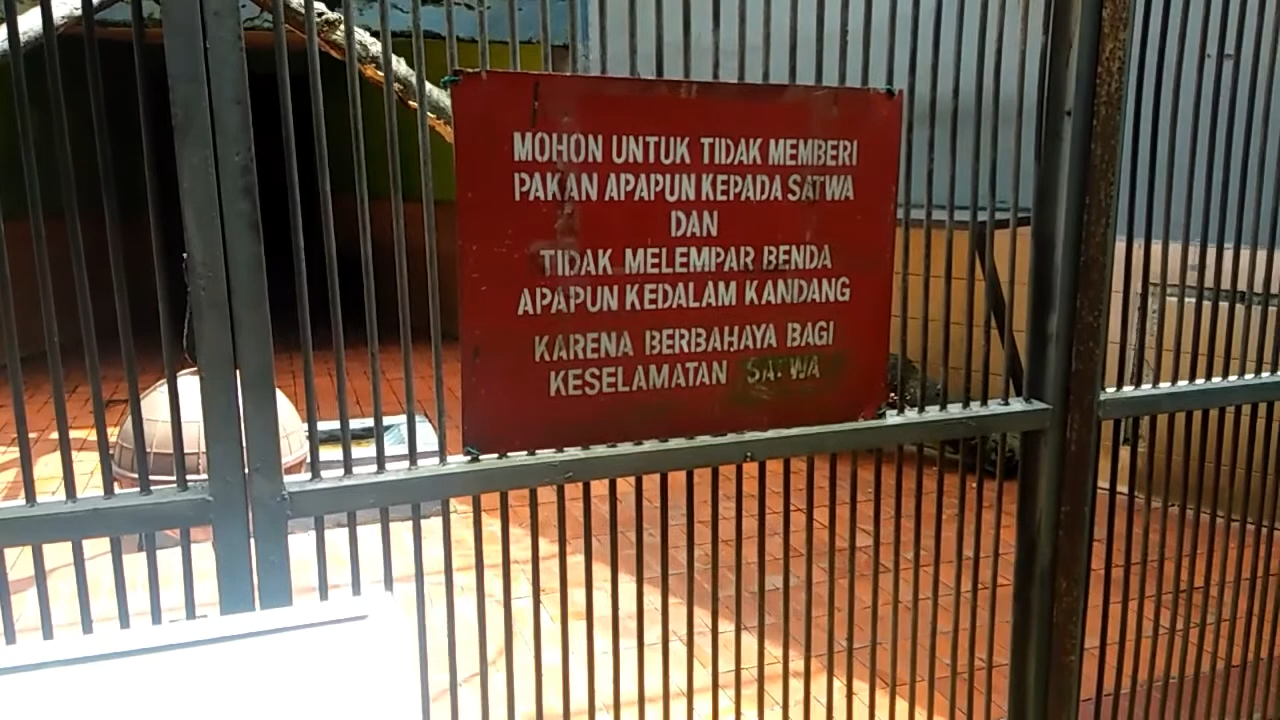 MOHON UNTUK TIDAK MEMBERI
PAKAN APAPUN KEPADA SATWA
DAN
TIDAK MELEMPAR BENDA
APAPUN KEDALAM KANDANG
KARENA BERBAHAYA BAGI
KESELAMATAN SATWA